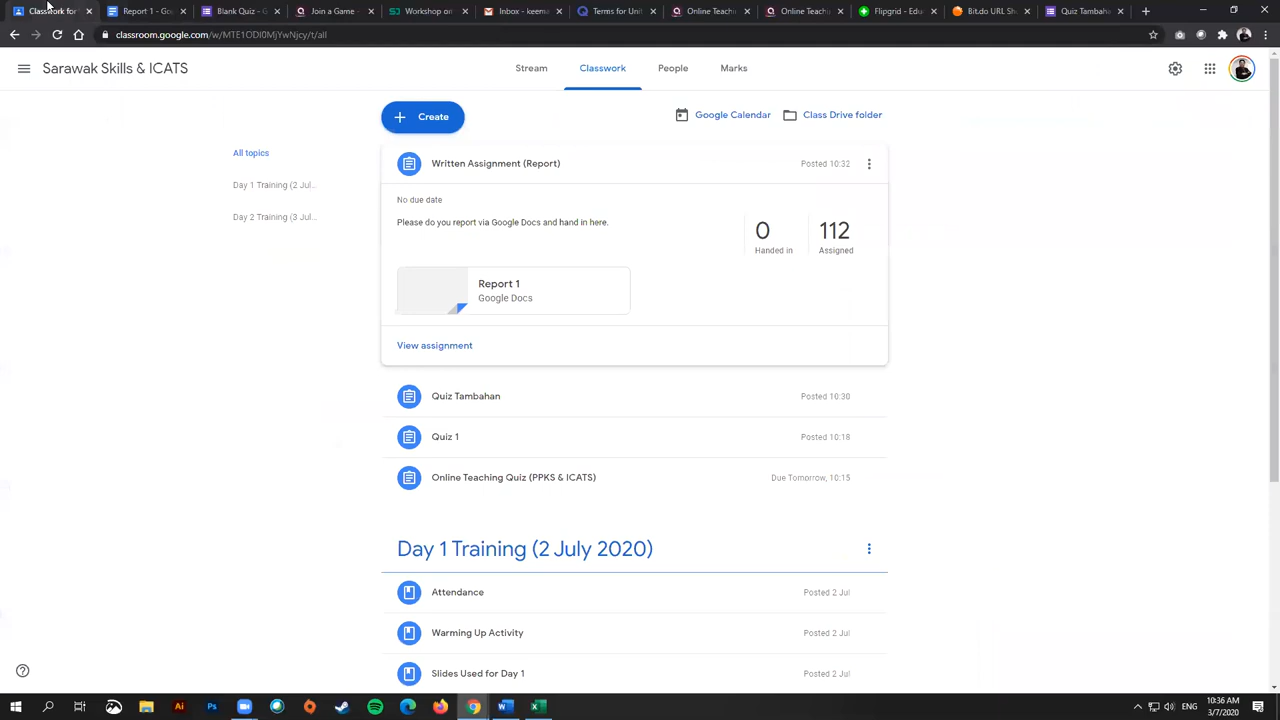 Classwork for
Report 1 - Go
Blank Quiz - G
Join a Game
Work Assignm
Inbox - keem
Terms for
Online Teach
Online Teach
Flipgrid - Edu
Bit.do URL Sh
Quiz Tambaha
classroom.google.com/w/MTE1ODI0MjYwNjcy/t/all
Sarawak Skills & ICATS
Stream
Classwork
People
Marks
Create
Google Calendar
Class Drive folder
All topics
Day 1 Training (2 Jul...
Day 2 Training (3 Jul...
Written Assignment (Report)
Posted 10:32
No due date
Please do you report via Google Docs and hand in here.
0
Handed in
112
Assigned
Report 1
Google Docs
View assignment
Quiz Tambahan
Posted 10:30
Quiz 1
Posted 10:18
Online Teaching Quiz (PPKS & ICATS)
Due Tomorrow, 10:15
Day 1 Training (2 July 2020)
Attendance
Posted 2 Jul
Warming Up Activity
Posted 2 Jul
Slides Used for Day 1
Posted 2 Jul
ENG
10:36 AM
3/7/2020